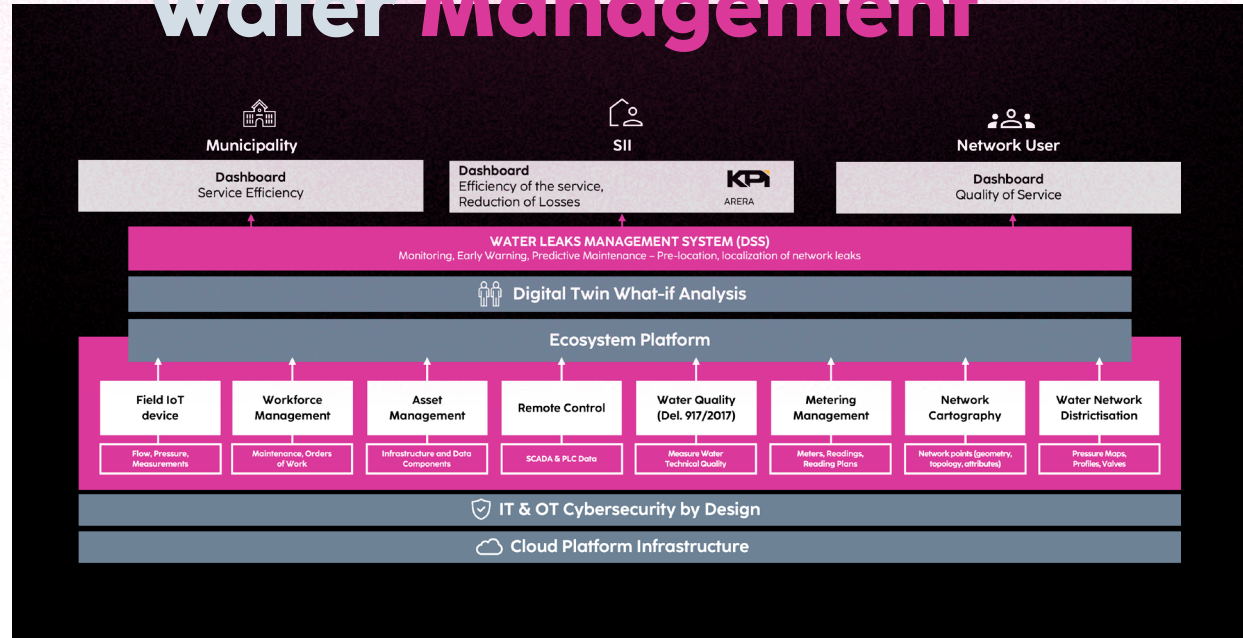 Water Management
Municipality
SII
Network User
Dashboard
Service Efficiency
Dashboard
Efficiency of the service,
Reduction of Losses
KPi
ARERA
Dashboard
Quality of Service
WATER LEAKS MANAGEMENT SYSTEM (DSS)
Monitoring, Early Warning, Predictive Maintenance – Pre-location, localization of network leaks
Digital Twin What-if Analysis
Ecosystem Platform
Field IoT
device
Workforce
Management
Asset
Management
Remote Control
Water Quality
(Del. 917/2017)
Metering
Management
Network
Cartography
Water Network
Districtisation
Flow, Pressure,
Measurements
Maintenance, Orders
of Work
Infrastructure and Data
Components
SCADA & PLC Data
Measure Water
Technical Quality
Meters, Readings,
Reading Plans
Network points (geometry,
topology, attributes)
Pressure Maps,
Profiles, Valves
IT & OT Cybersecurity by Design
Cloud Platform Infrastructure